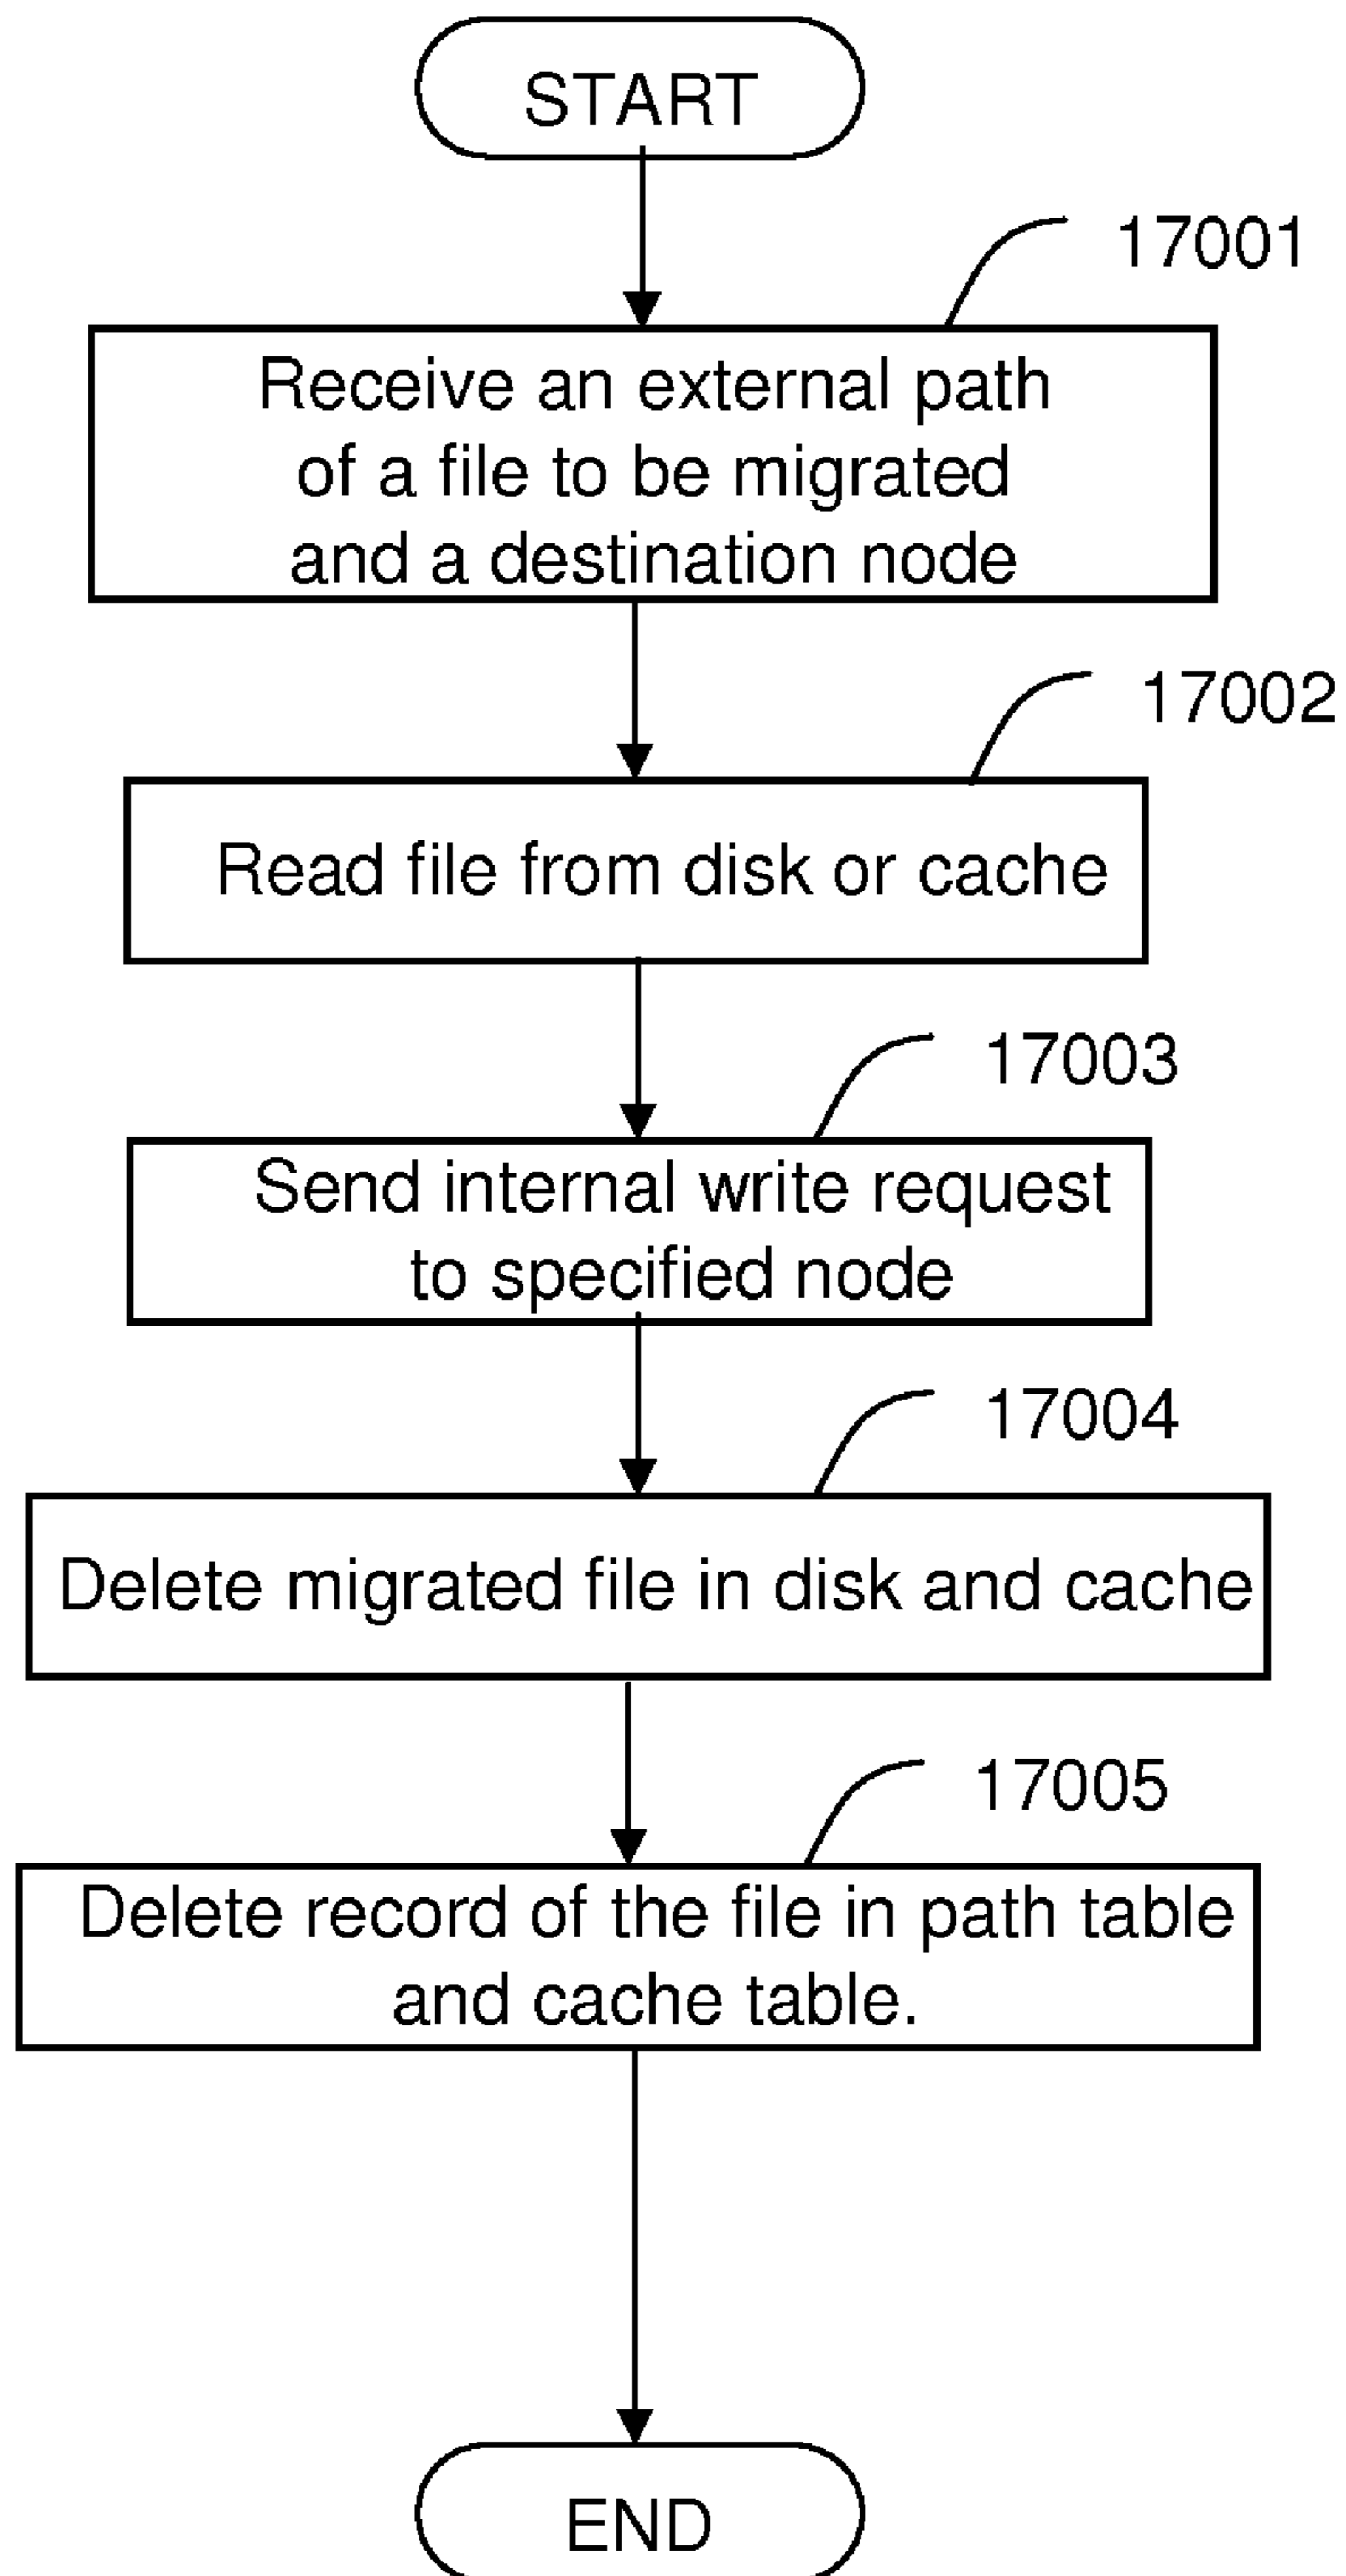 START
17001
Receive an external path
of a file to be migrated
and a destination node
17002
Read file from disk or cache
17003
Send internal write request
to specified node
17004
Delete migrated file in disk and cache
17005
Delete record of the file in path table
and cache table.
END